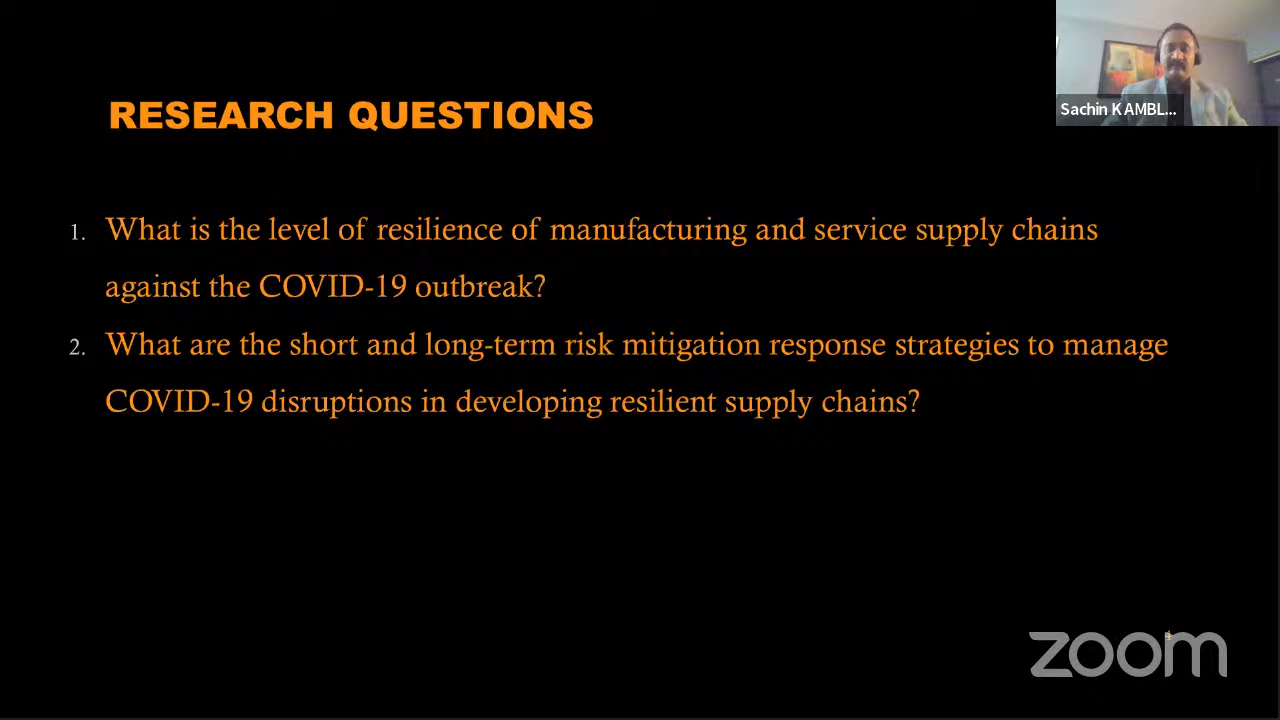 Sachin KAMBL...
RESEARCH QUESTIONS
1. What is the level of resilience of manufacturing and service supply chains
against the COVID-19 outbreak?
2. What are the short and long-term risk mitigation response strategies to manage
COVID-19 disruptions in developing resilient supply chains?
4
zoom